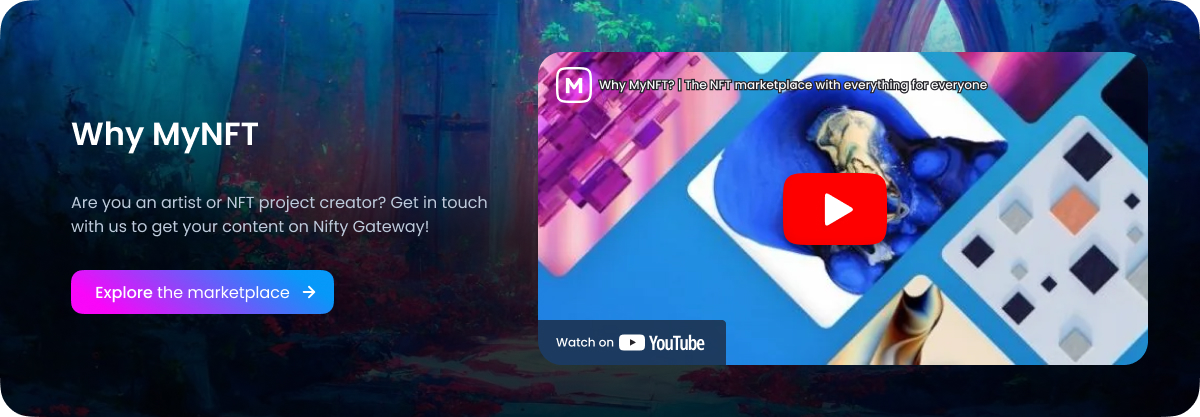 Why MyNFT
Are you an artist or NFT project creator? Get in touch
with us to get your content on Nifty Gateway!
Explore the marketplace
M
Why MyNFT? | The NFT marketplace with everything for everyone
Watch on YouTube